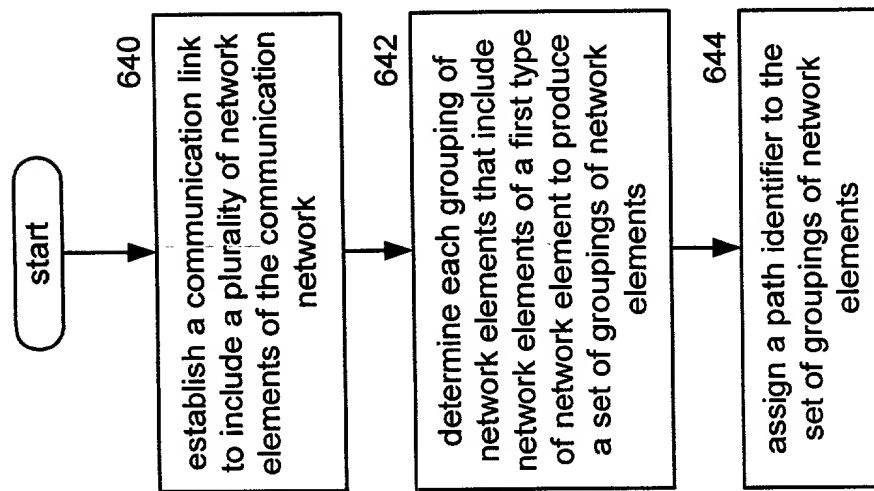 start
640
establish a communication link
to include a plurality of network
elements of the communication
network
642
determine each grouping of
network elements that include
network elements of a first type
of network element to produce
a set of groupings of network
elements
644
assign a path identifier to the
set of groupings of network
elements